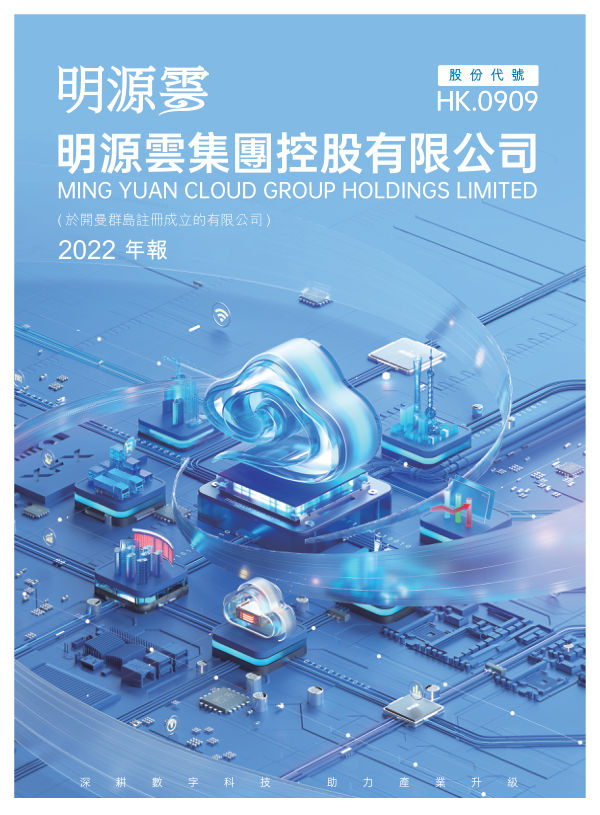 明源雲
股份代號
HK.0909
明源雲集團控股有限公司
MING YUAN CLOUD GROUP HOLDINGS LIMITED
(於開曼群島註冊成立的有限公司)
2022 年報
深耕數字科技·助力產業升級